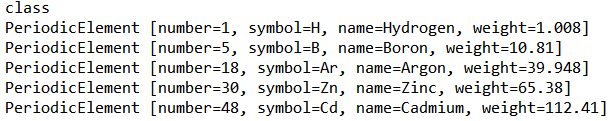 class
PeriodicElement [number=1, symbol=H, name=Hydrogen, weight=1.008]
PeriodicElement [number=5, symbol=B, name=Boron, weight=10.81]
PeriodicElement [number=18, symbol=Ar, name=Argon, weight=39.948]
PeriodicElement [number=30, symbol=Zn, name=Zinc, weight=65.38]
PeriodicElement [number=48, symbol=Cd, name=Cadmium, weight=112.41]